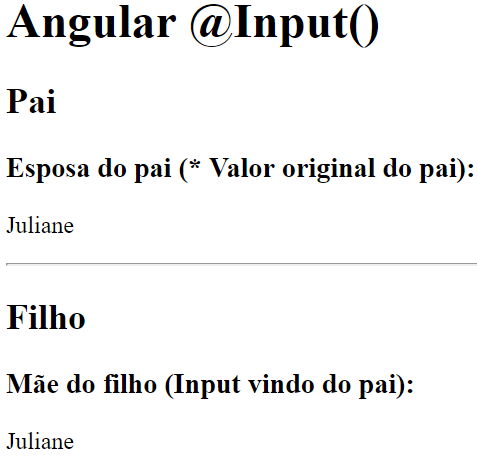 Angular @Input()
Pai
Esposa do pai (* Valor original do pai):
Juliane
Filho
Mãe do filho (Input vindo do pai):
Juliane